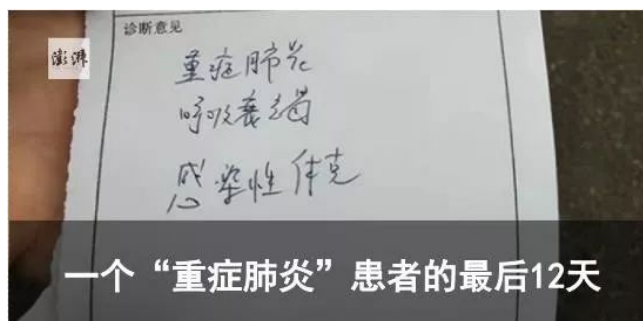 诊断意见
澎湃
重症肺炎
呼吸衰竭
感染性休克
一个“重症肺炎”患者的最后12天